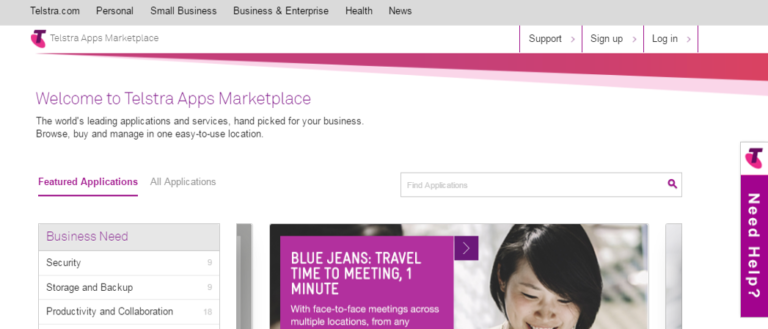 Telstra.com Personal Small Business Business & Enterprise Health News
Telstra Apps Marketplace
Support Sign up Log in
Welcome to Telstra Apps Marketplace
The world's leading applications and services, hand picked for your business.
Browse, buy and manage in one easy-to-use location.
Featured Applications All Applications
Find Applications
Need Help?
Business Need
Security 9
Storage and Backup 9
Productivity and Collaboration 18
BLUE JEANS: TRAVEL
TIME TO MEETING, 1
MINUTE
With face-to-face meetings across
multiple locations, from any